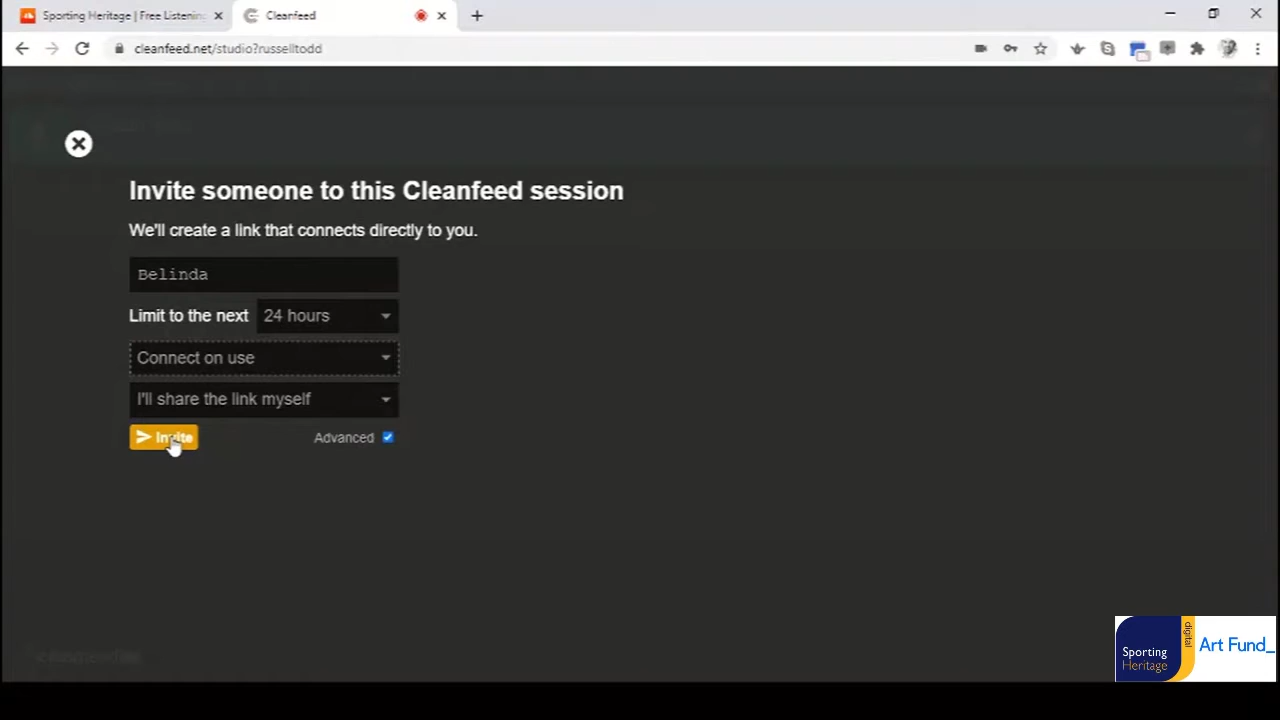 Sporting Heritage | Free Listenin
Cleanfeed
cleanfeed.net/studio?russelltodd
Invite someone to this Cleanfeed session
We'll create a link that connects directly to you.
Belinda
Limit to the next 24 hours
Connect on use
I'll share the link myself
Invite
Advanced
Sporting
Heritage
digital
Art Fund_